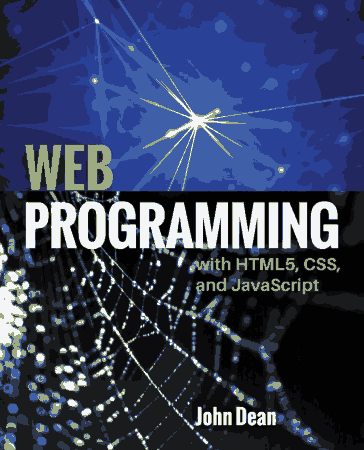 WEB
PROGRAMMING
with HTML5, CSS,
and JavaScript
John Dean